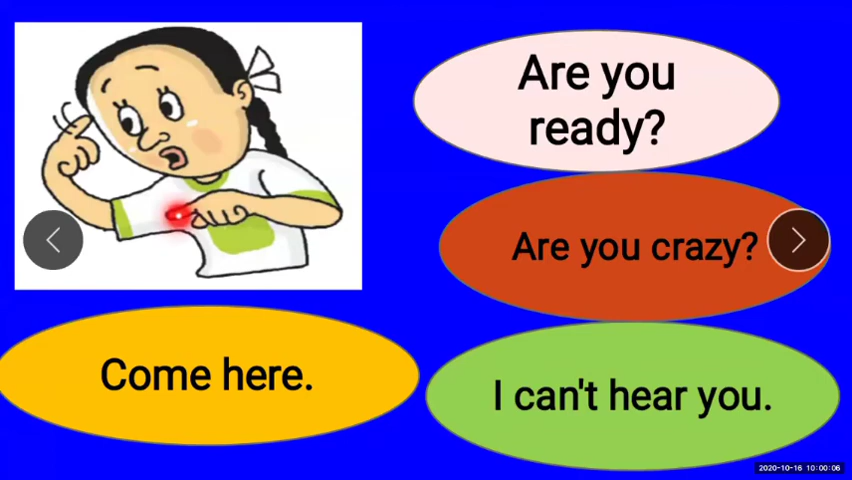 Are you
ready?
Are you crazy?
Come here.
I can't hear you.
2020-10-16 10:00:06